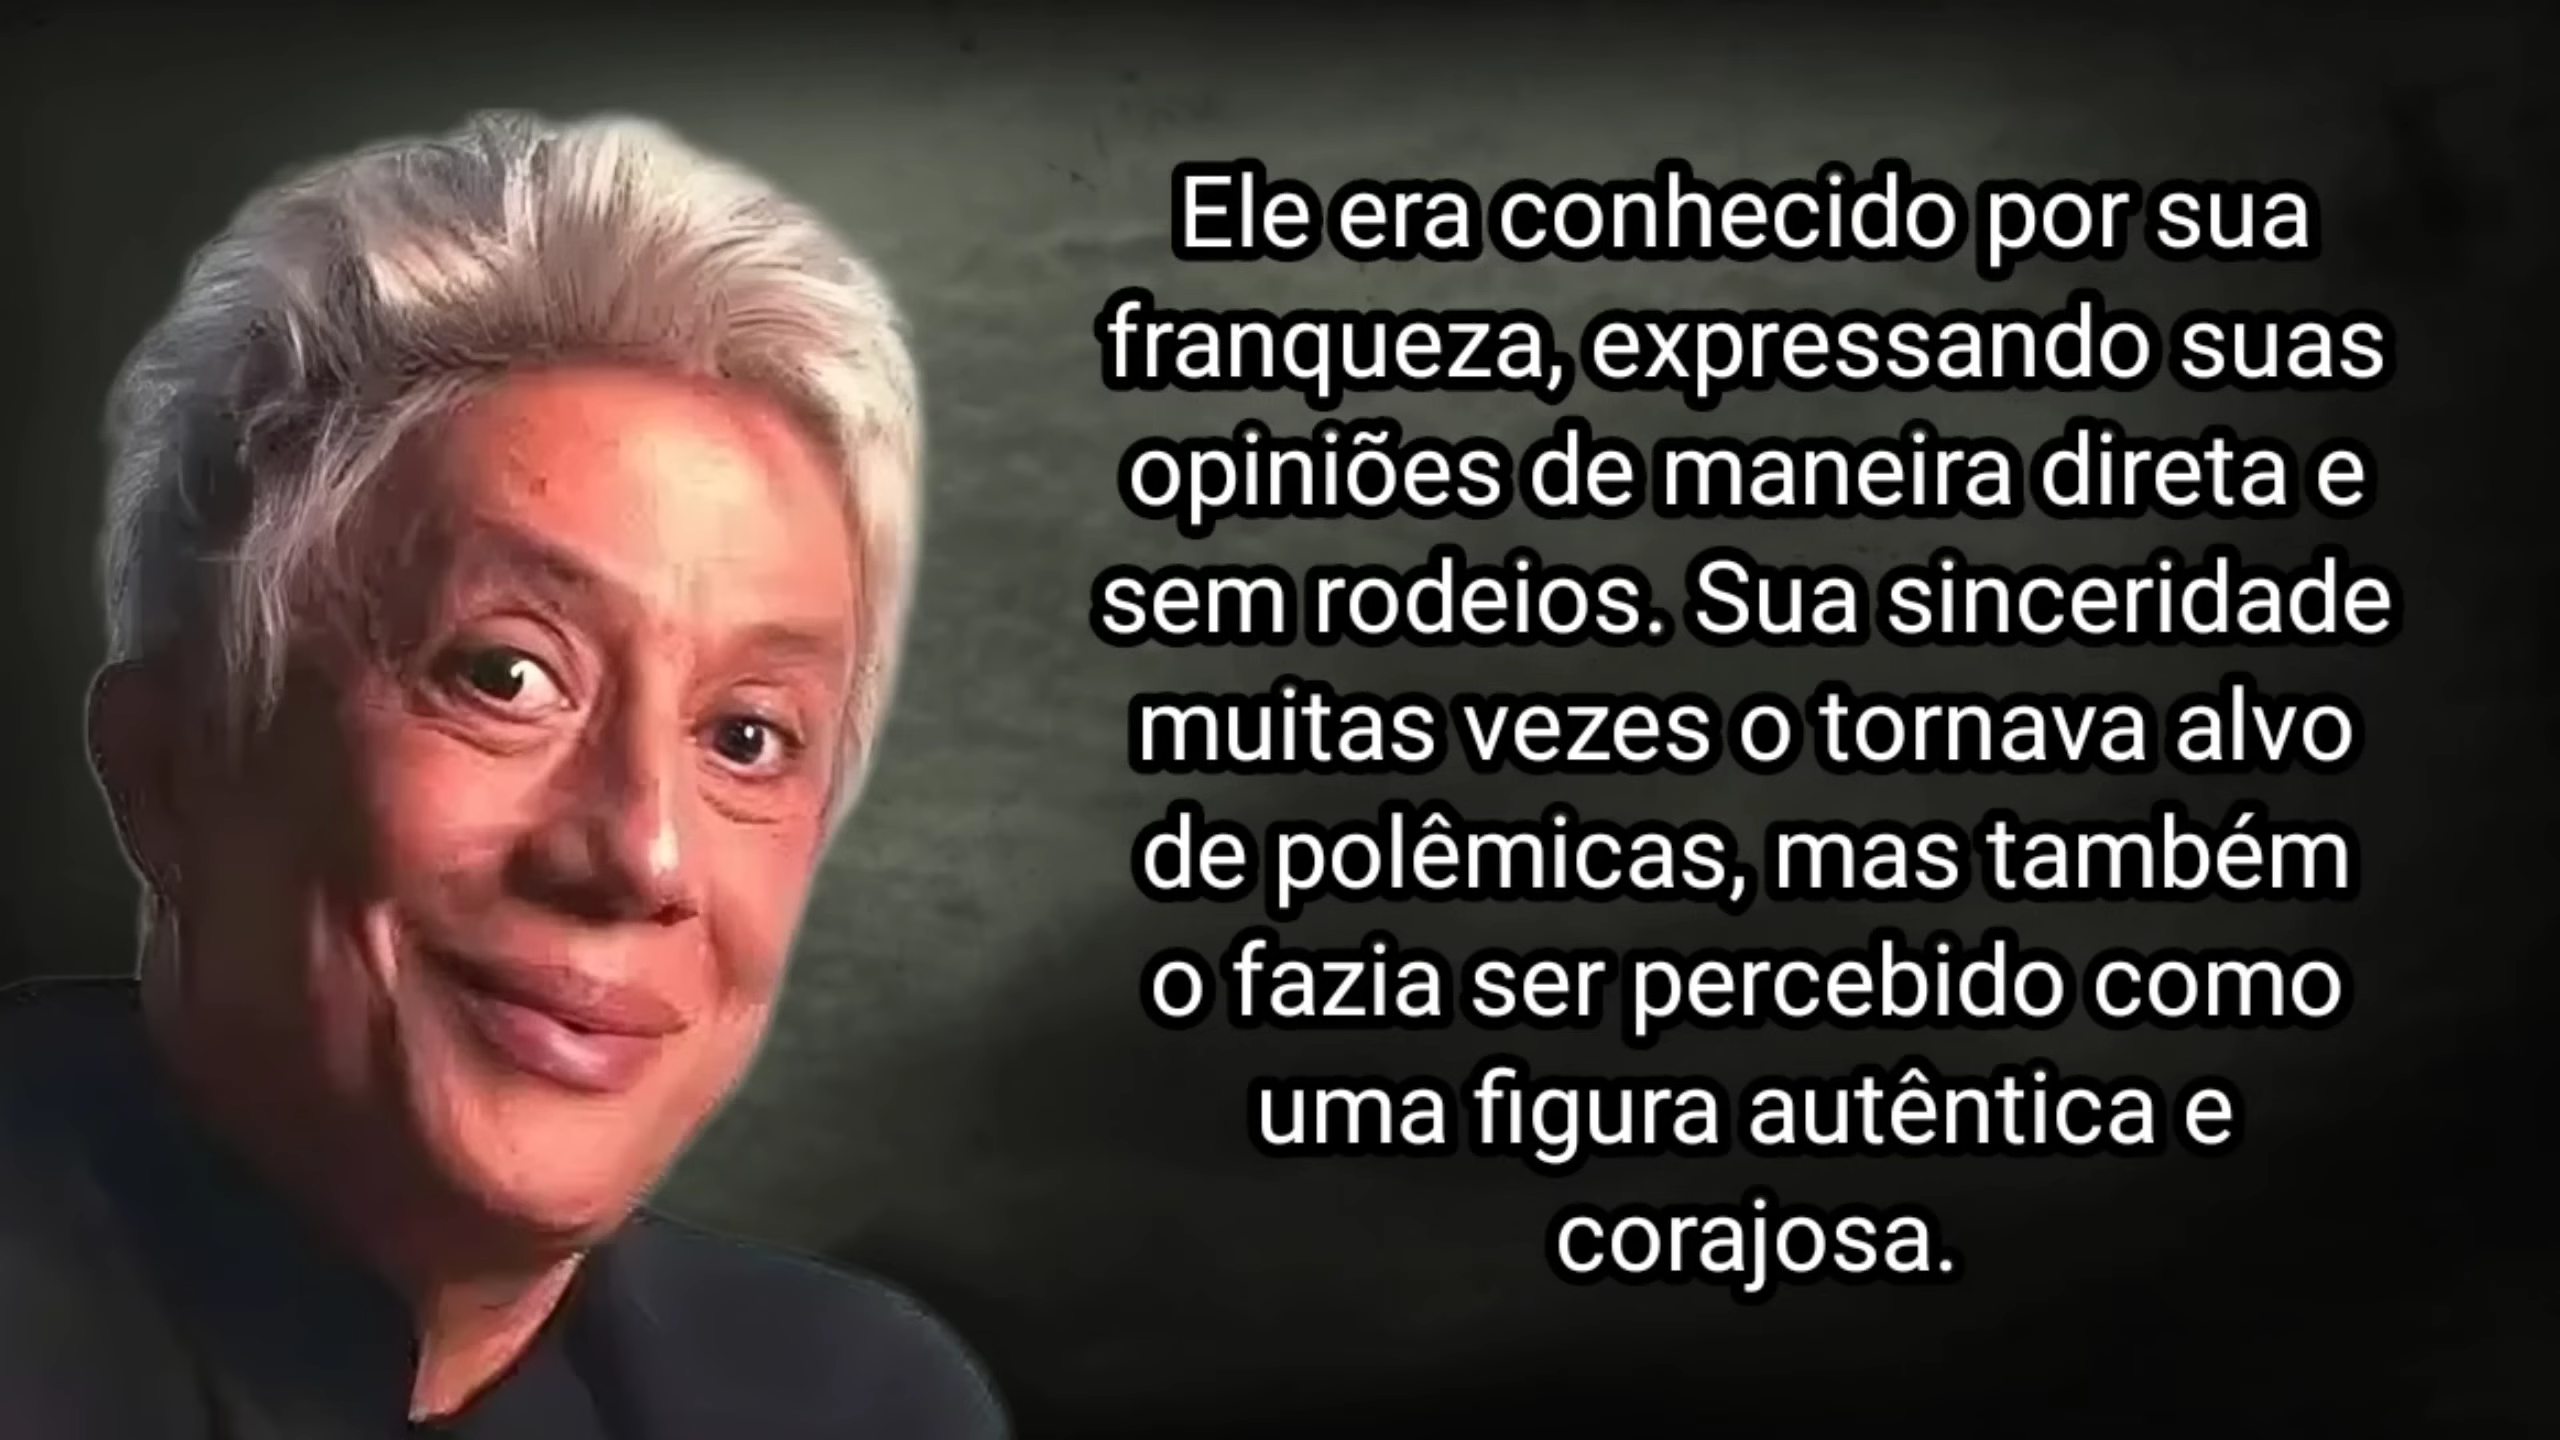 Ele era conhecido por sua
franqueza, expressando suas
opiniões de maneira direta e
sem rodeios. Sua sinceridade
muitas vezes o tornava alvo
de polêmicas, mas também
o fazia ser percebido como
uma figura autêntica e
corajosa.